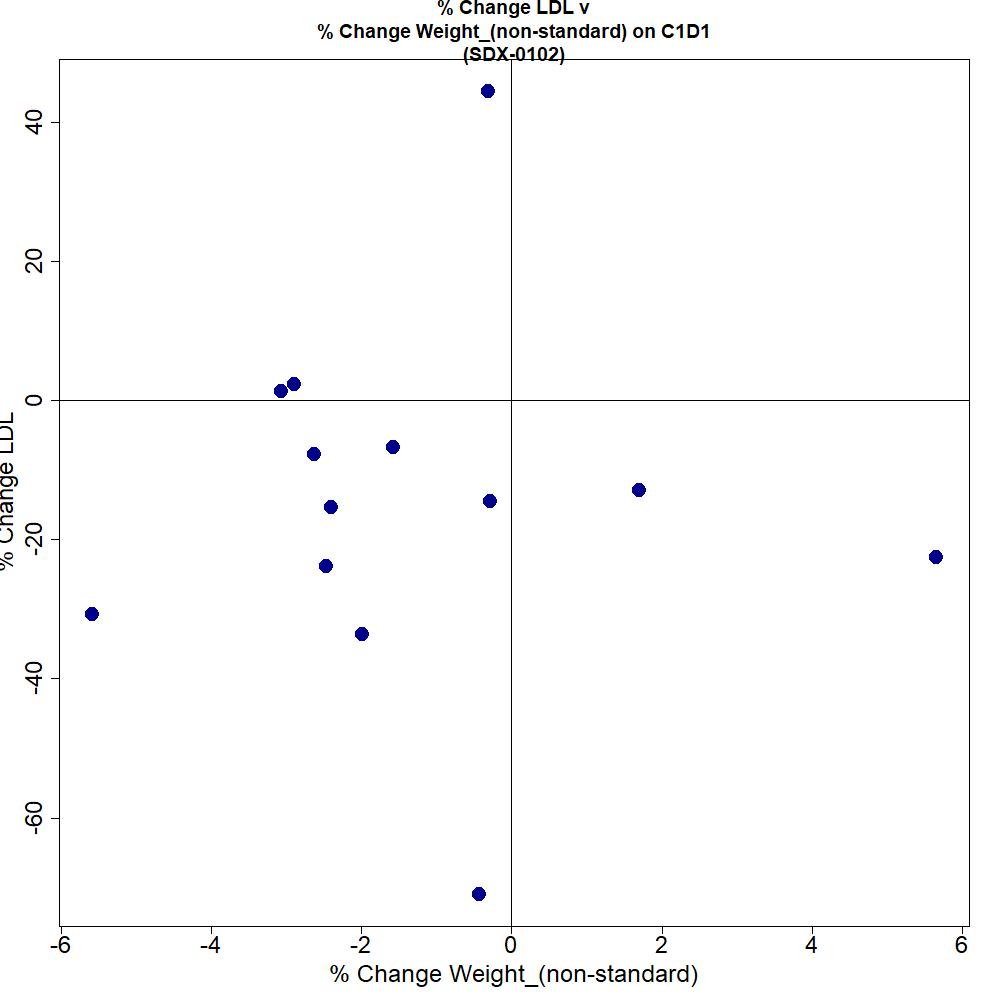 % Change LDL v
% Change Weight_(non-standard) on C1D1
(SDX-0102)
40
20
0
-20
-40
-60
% Change LDL
-6
-4
-2
0
2
4
6
% Change Weight_(non-standard)